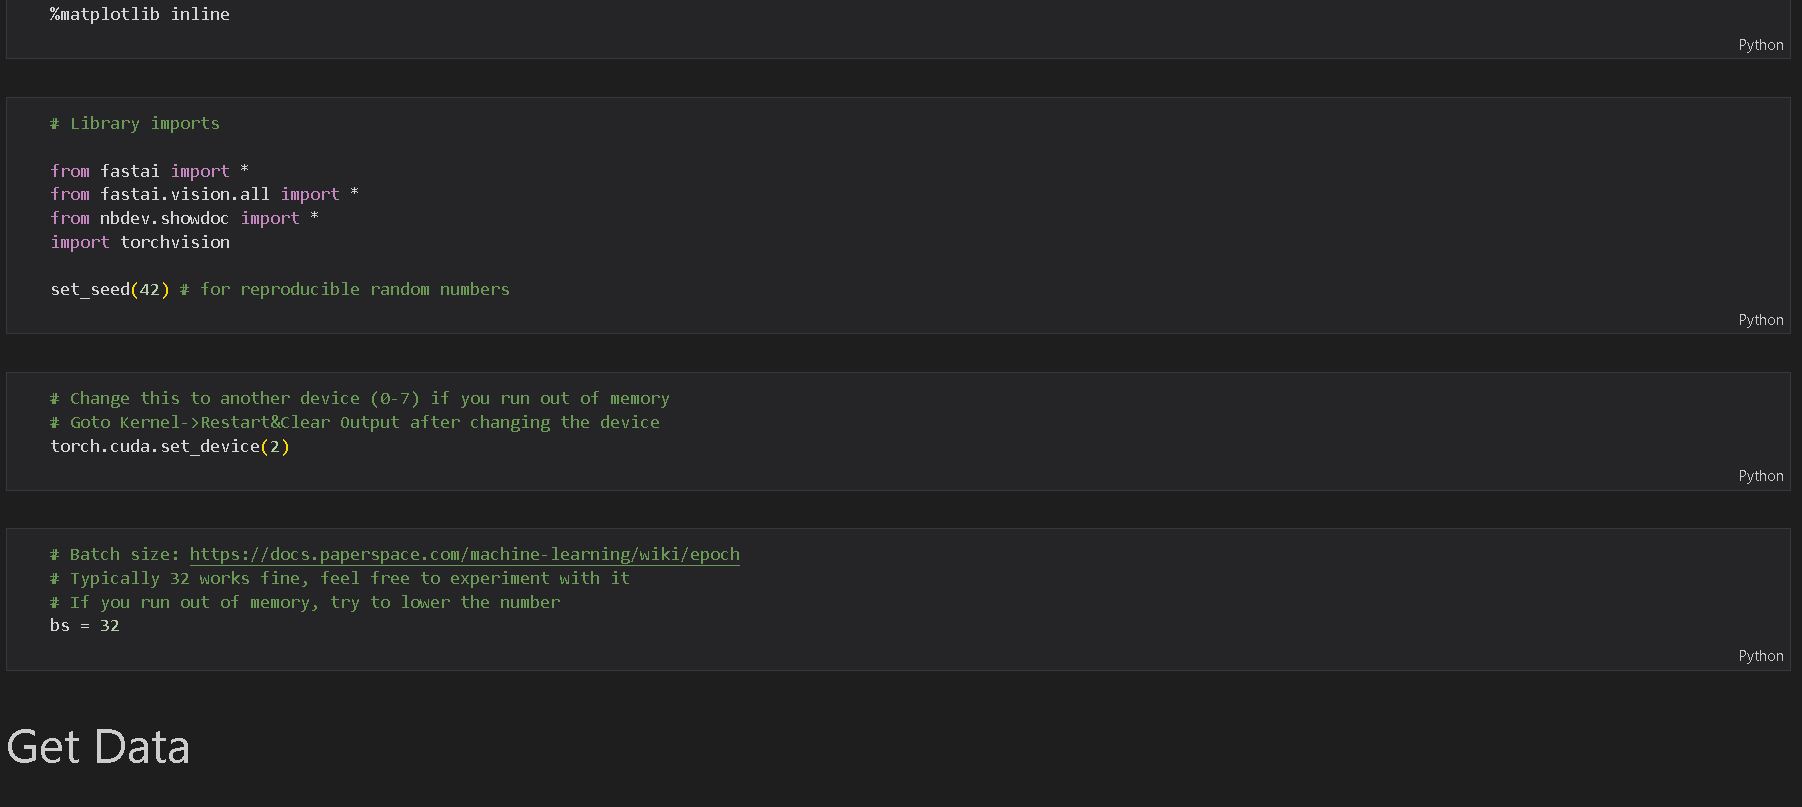 %matplotlib inline
Python
# Library imports
from fastai import *
from fastai.vision.all import *
from nbdev.showdoc import *
import torchvision
set_seed(42) # for reproducible random numbers
Python
# Change this to another device (0-7) if you run out of memory
# Goto Kernel->Restart&Clear Output after changing the device
torch.cuda.set_device(2)
Python
# Batch size: https://docs.paperspace.com/machine-learning/wiki/epoch
# Typically 32 works fine, feel free to experiment with it
# If you run out of memory, try to lower the number
bs = 32
Python
Get Data